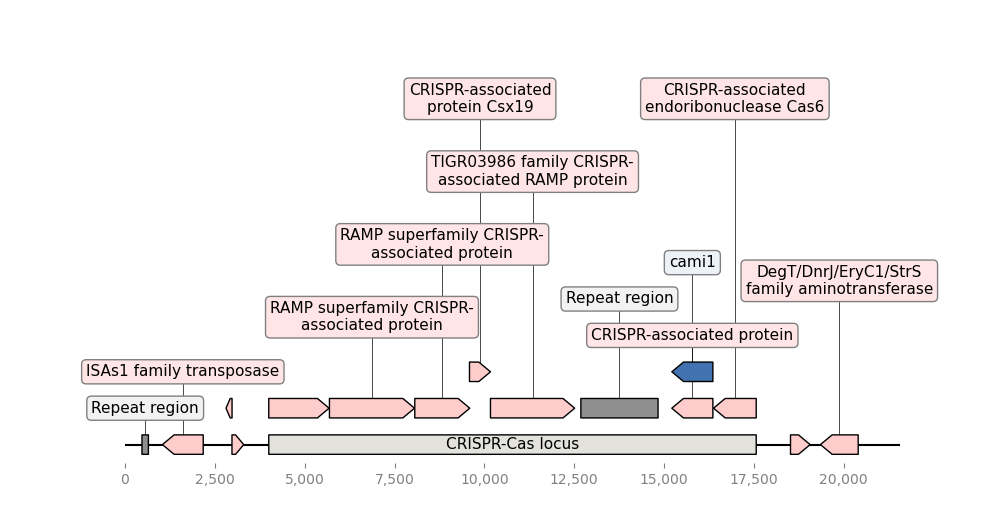 CRISPR-associated
protein Csx19
CRISPR-associated
endoribonuclease Cas6
TIGR03986 family CRISPR-
associated RAMP protein
RAMP superfamily CRISPR-
associated protein
cami1
DegT/DnrJ/EryC1/StrS
family aminotransferase
Repeat region
RAMP superfamily CRISPR-
associated protein
CRISPR-associated protein
ISAs1 family transposase
Repeat region
CRISPR-Cas locus
0 2,500 5,000 7,500 10,000 12,500 15,000 17,500 20,000